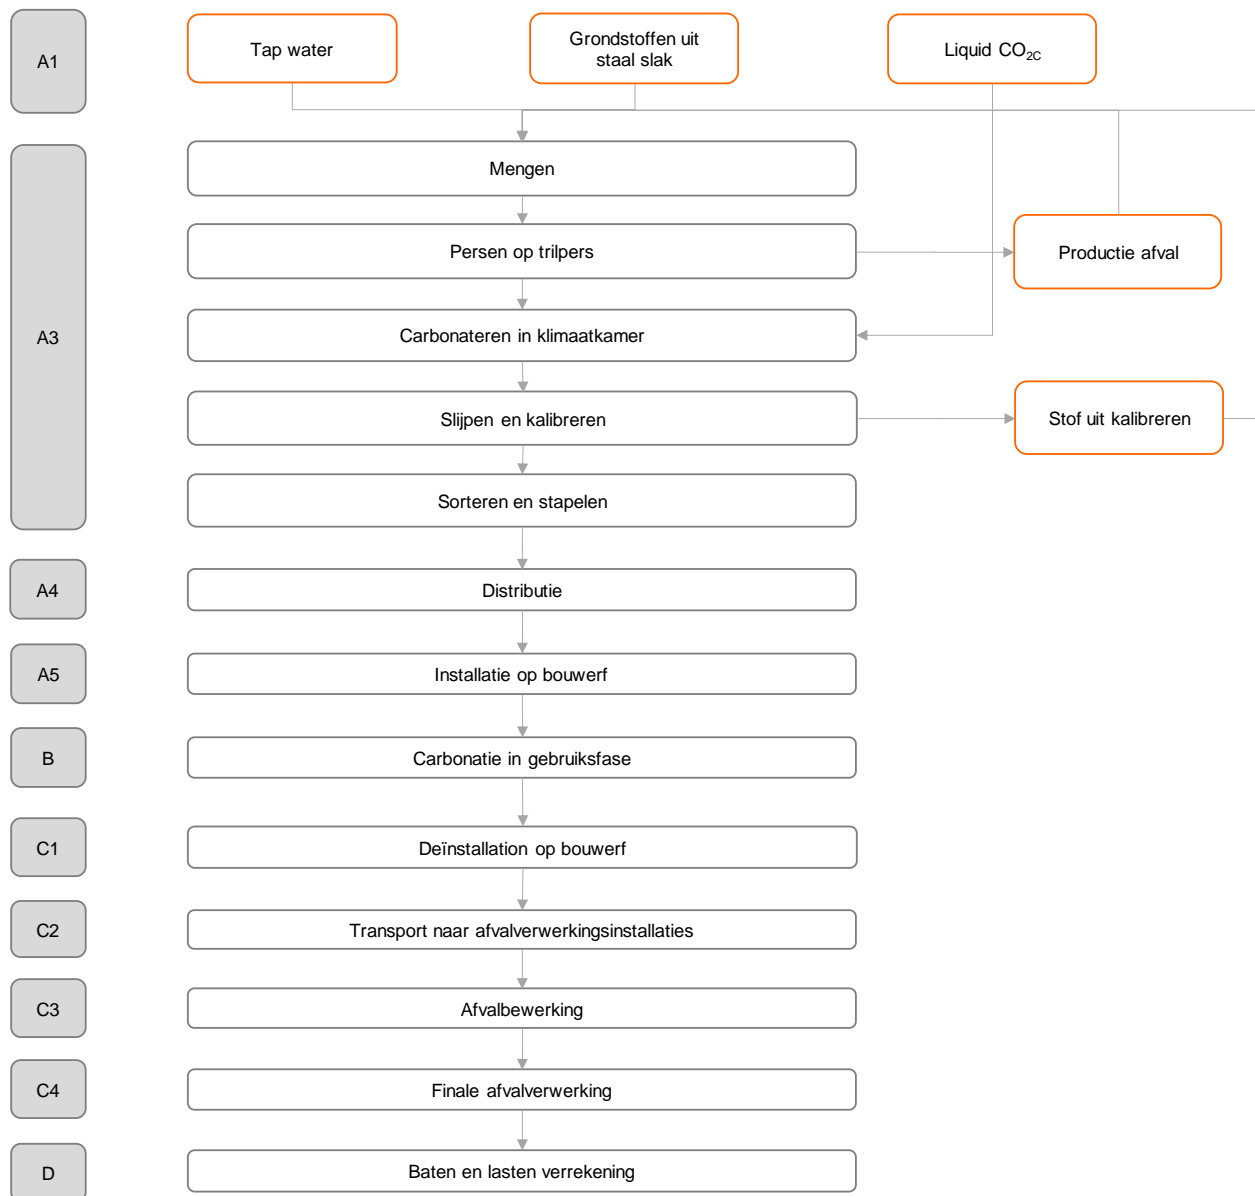 A1
Tap water
Grondstoffen uit
staal slak
Liquid CO₂C
A3
Mengen
Persen op trilpers
Productie afval
Carbonateren in klimaatkamer
Slijpen en kalibreren
Stof uit kalibreren
Sorteren en stapelen
A4
Distributie
A5
Installatie op bouwerf
B
Carbonatie in gebruiksfase
C1
Deïnstallation op bouwerf
C2
Transport naar afvalverwerkingsinstallaties
C3
Afvalbewerking
C4
Finale afvalverwerking
D
Baten en lasten verrekening